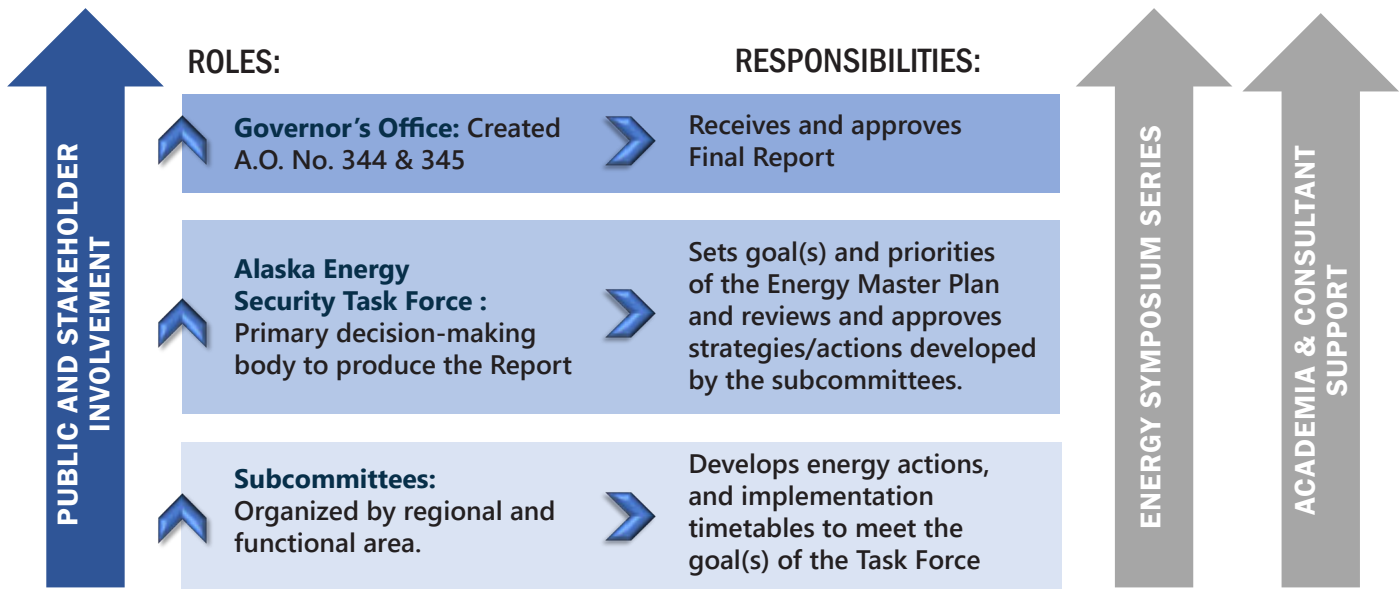 PUBLIC AND STAKEHOLDER
INVOLVEMENT
ROLES:
RESPONSIBILITIES:
Governor's Office: Created
A.O. No. 344 & 345
Receives and approves
Final Report
Alaska Energy
Security Task Force :
Primary decision-making
body to produce the Report
Sets goal(s) and priorities
of the Energy Master Plan
and reviews and approves
strategies/actions developed
by the subcommittees.
Subcommittees:
Organized by regional and
functional area.
Develops energy actions,
and implementation
timetables to meet the
goal(s) of the Task Force
ENERGY SYMPOSIUM SERIES
ACADEMIA & CONSULTANT
SUPPORT